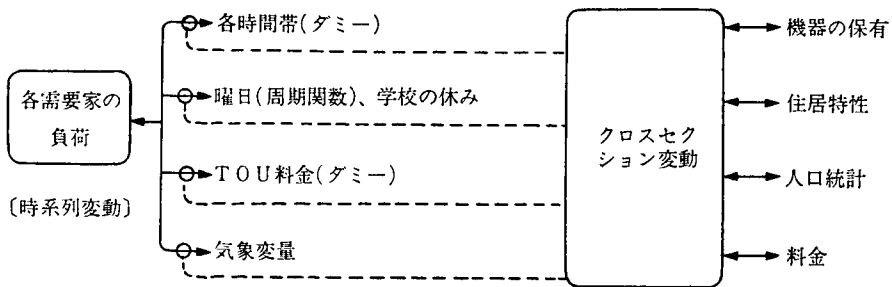 各時間帯(ダミー)
機器の保有
各需要家の
負荷
曜日(周期関数)、学校の休み
住居特性
クロスセク
ション変動
TOU料金(ダミー)
人口統計
〔時系列変動〕
気象変量
料金